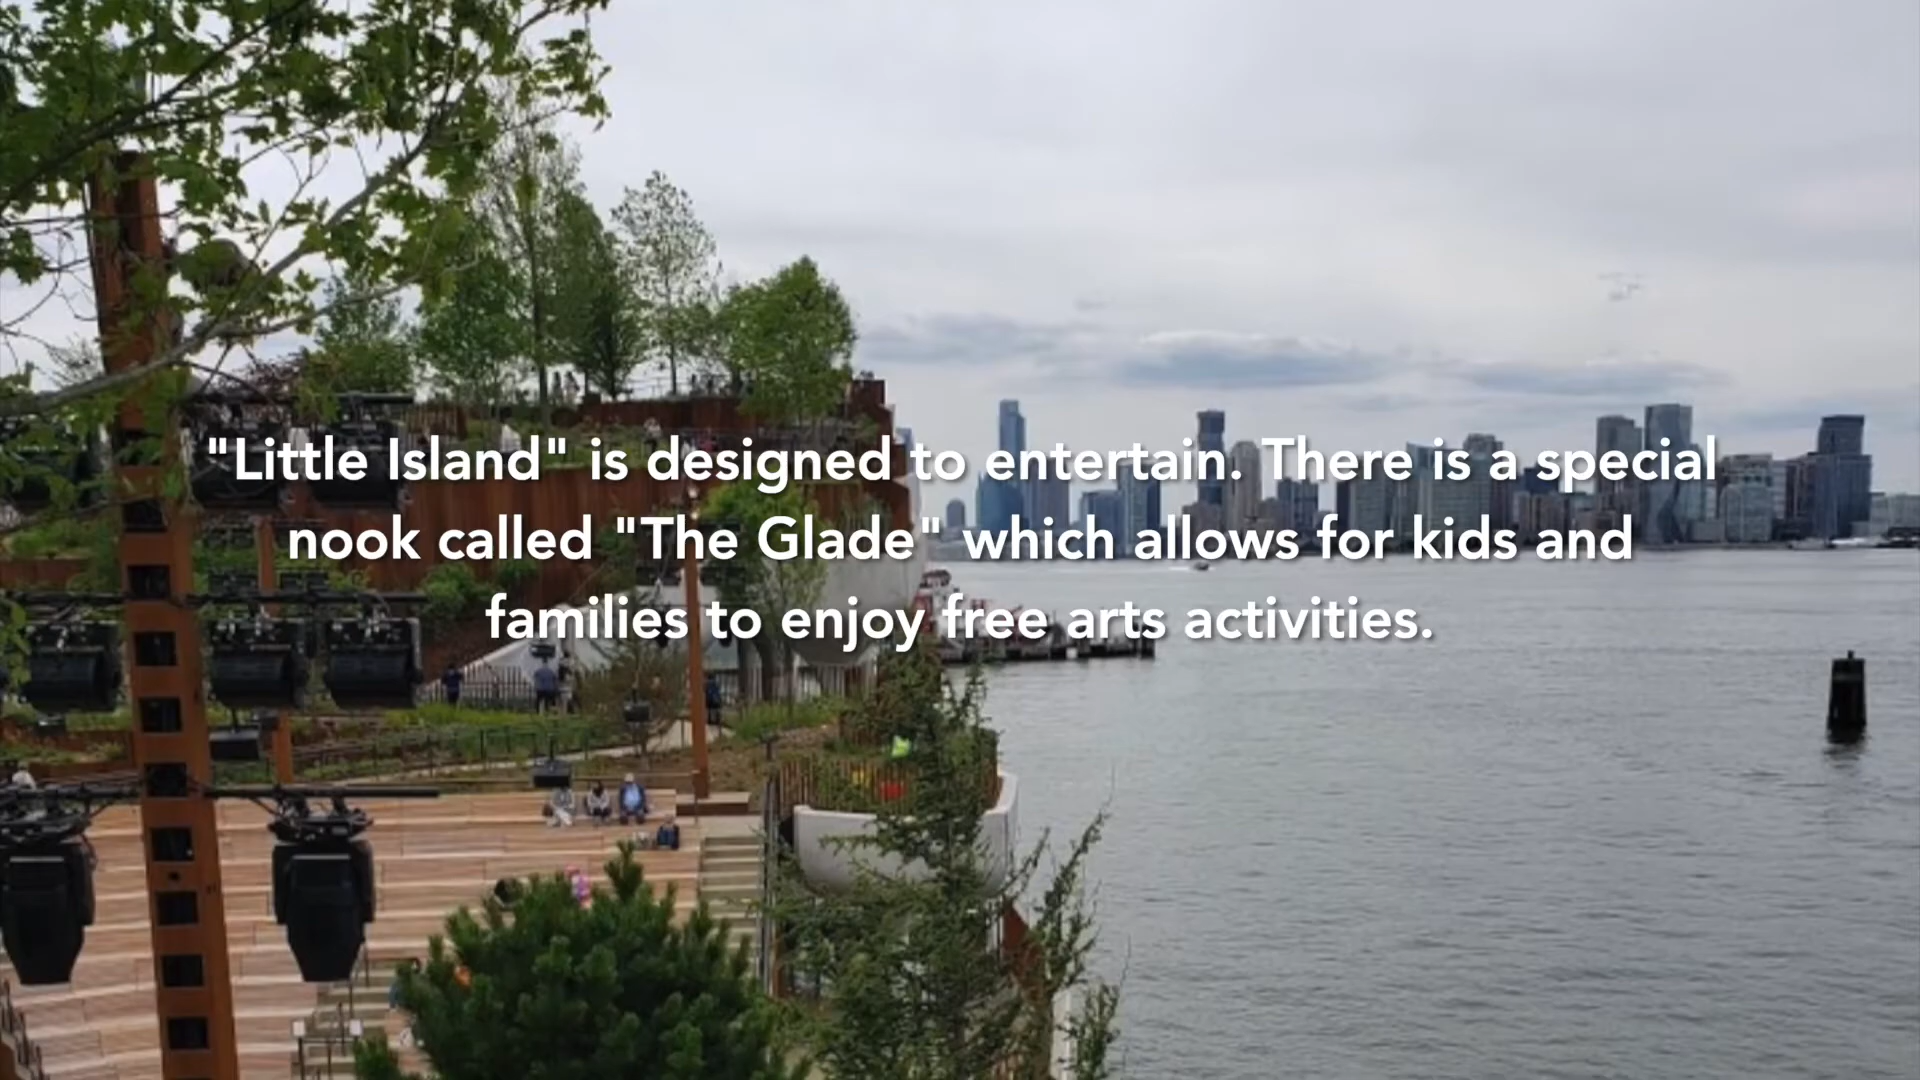 "Little Island" is designed to entertain. There is a special
nook called "The Glade" which allows for kids and
families to enjoy free arts activities.